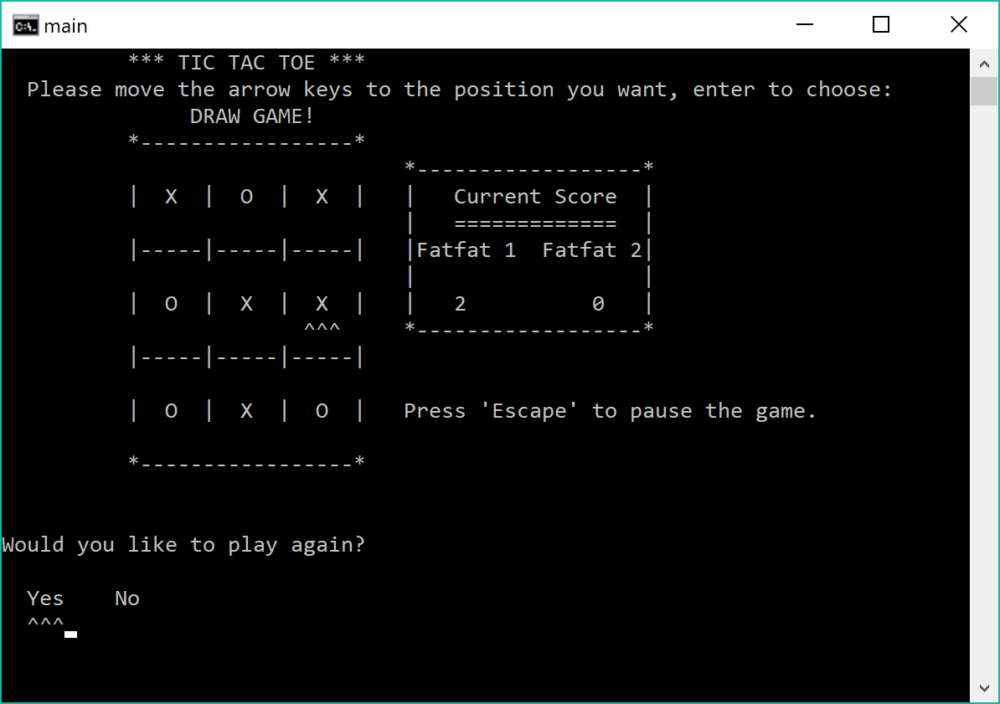 main
*** TIC TAC TOE ***
Please move the arrow keys to the position you want, enter to choose:
DRAW GAME!
*-----------------*
*------------------*
|  X  |  O  |  X  |   |   Current Score  |
|   =============  |
|-----|-----|-----|   |Fatfat 1  Fatfat 2|
|                  |
|  O  |  X  |  X  |   |   2          0   |
^^^     *------------------*
|-----|-----|-----|
|  O  |  X  |  O  |   Press 'Escape' to pause the game.
*-----------------*
Would you like to play again?
Yes    No
^^^